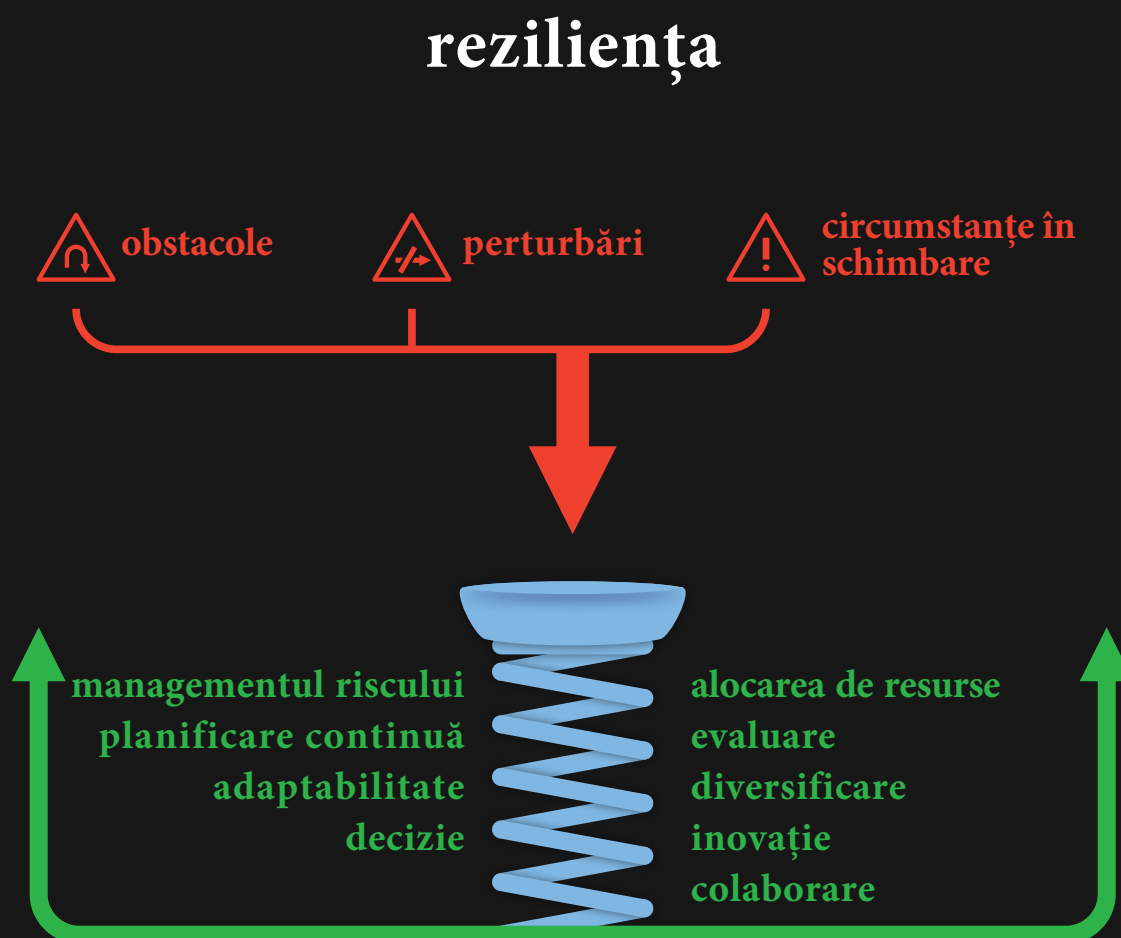 reziliența
obstacole
perturbări
circumstanțe în
schimbare
managementul riscului
planificare continuă
adaptabilitate
decizie
alocarea de resurse
evaluare
diversificare
inovație
colaborare